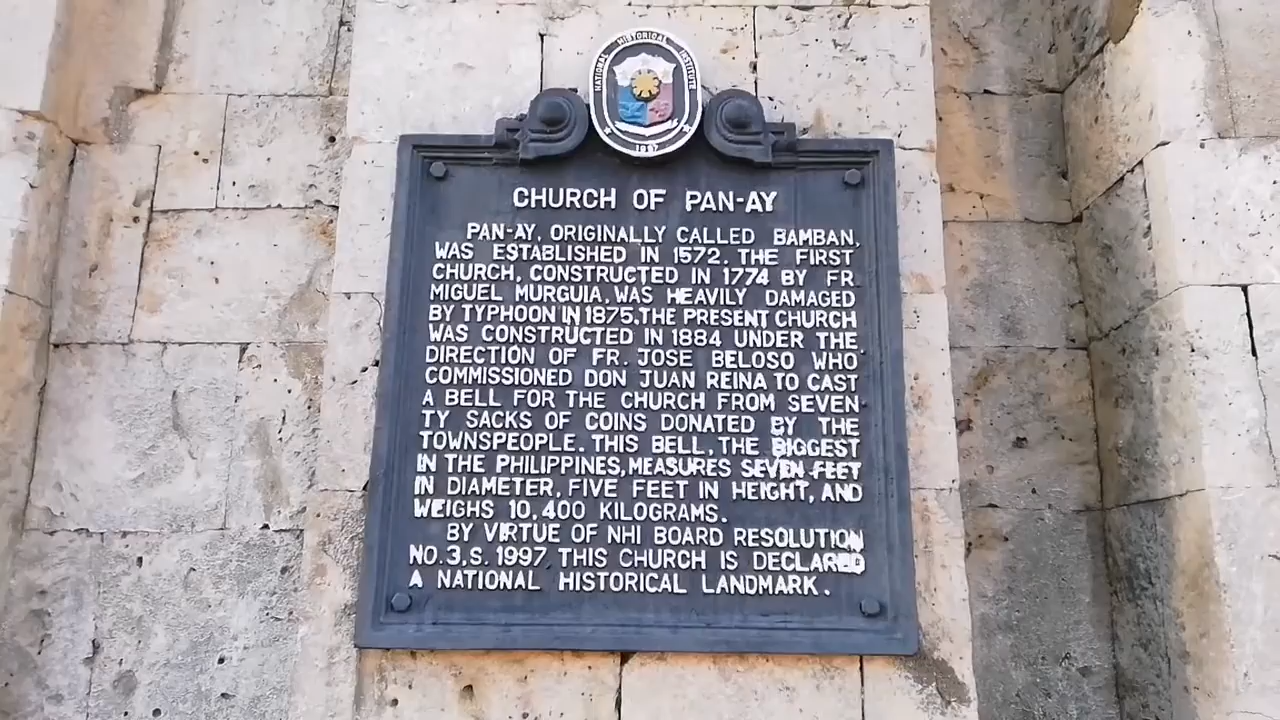 NATIONAL HISTORICAL INSTITUTE
1997
CHURCH OF PAN-AY
PAN-AY, ORIGINALLY CALLED BAMBAN,
WAS ESTABLISHED IN 1572. THE FIRST
CHURCH, CONSTRUCTED IN 1774 BY FR.
MIGUEL MURGUIA, WAS HEAVILY DAMAGED
BY TYPHOON IN 1875. THE PRESENT CHURCH
WAS CONSTRUCTED IN 1884 UNDER THE
DIRECTION OF FR. JOSE BELOSO WHO
COMMISSIONED DON JUAN REINA TO CAST
A BELL FOR THE CHURCH FROM SEVEN-
TY SACKS OF COINS DONATED BY THE
TOWNSPEOPLE. THIS BELL, THE BIGGEST
IN THE PHILIPPINES, MEASURES SEVEN FEET
IN DIAMETER, FIVE FEET IN HEIGHT, AND
WEIGHS 10,400 KILOGRAMS.
BY VIRTUE OF NHI BOARD RESOLUTION
NO. 3, S. 1997, THIS CHURCH IS DECLARED
A NATIONAL HISTORICAL LANDMARK.